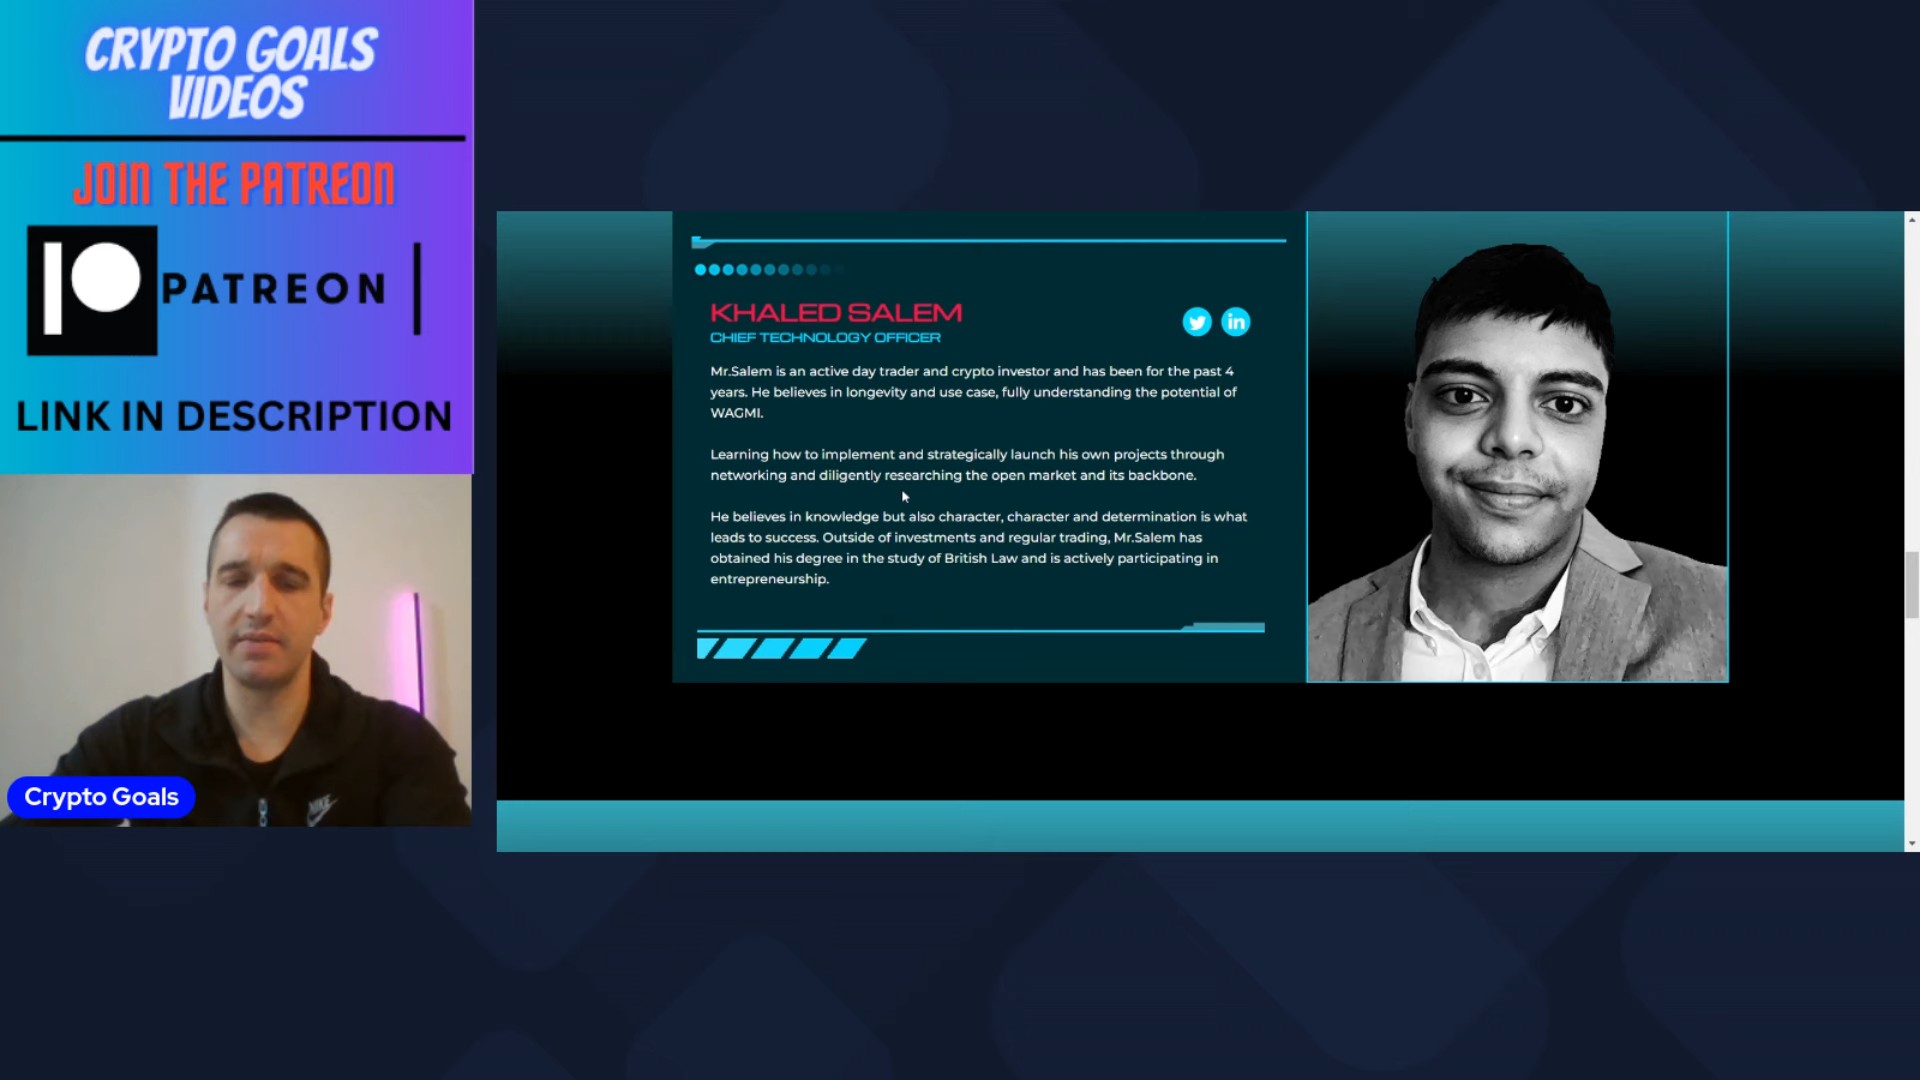 CRYPTO GOALS
VIDEOS
JOIN THE PATREON
PATREON
LINK IN DESCRIPTION
Crypto Goals
NIKE
KHALED SALEM
CHIEF TECHNOLOGY OFFICER
in
Mr.Salem is an active day trader and crypto investor and has been for the past 4
years. He believes in longevity and use case, fully understanding the potential of
WAGMI.
Learning how to implement and strategically launch his own projects through
networking and diligently researching the open market and its backbone.
He believes in knowledge but also character, character and determination is what
leads to success. Outside of investments and regular trading, Mr.Salem has
obtained his degree in the study of British Law and is actively participating in
entrepreneurship.